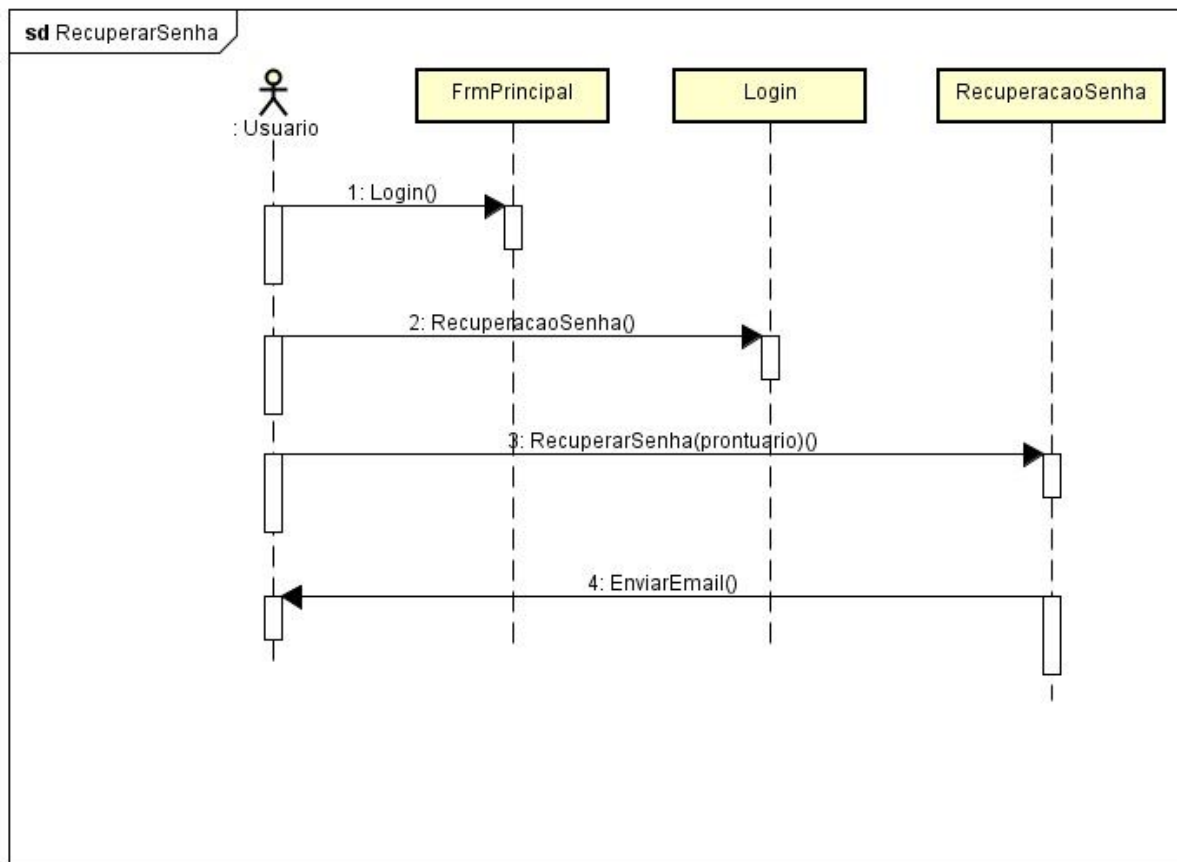 sd RecuperarSenha
: Usuario
FrmPrincipal
Login
RecuperacaoSenha
1: Login()
2: RecuperacaoSenha()
3: RecuperarSenha(prontuario)()
4: EnviarEmail()